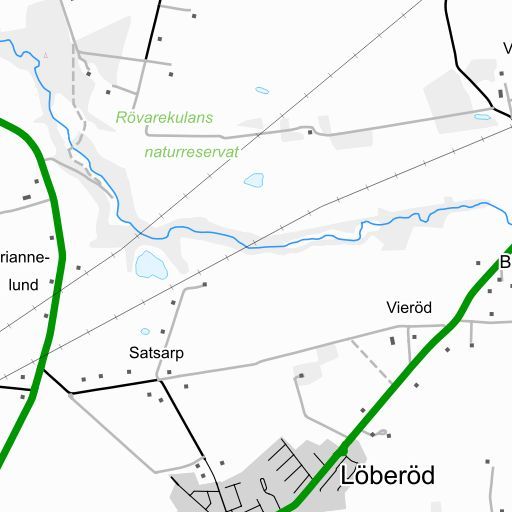 V
Rövarekulans
naturreservat
rianne-
lund
B
Vieröd
Satsarp
Löberöd